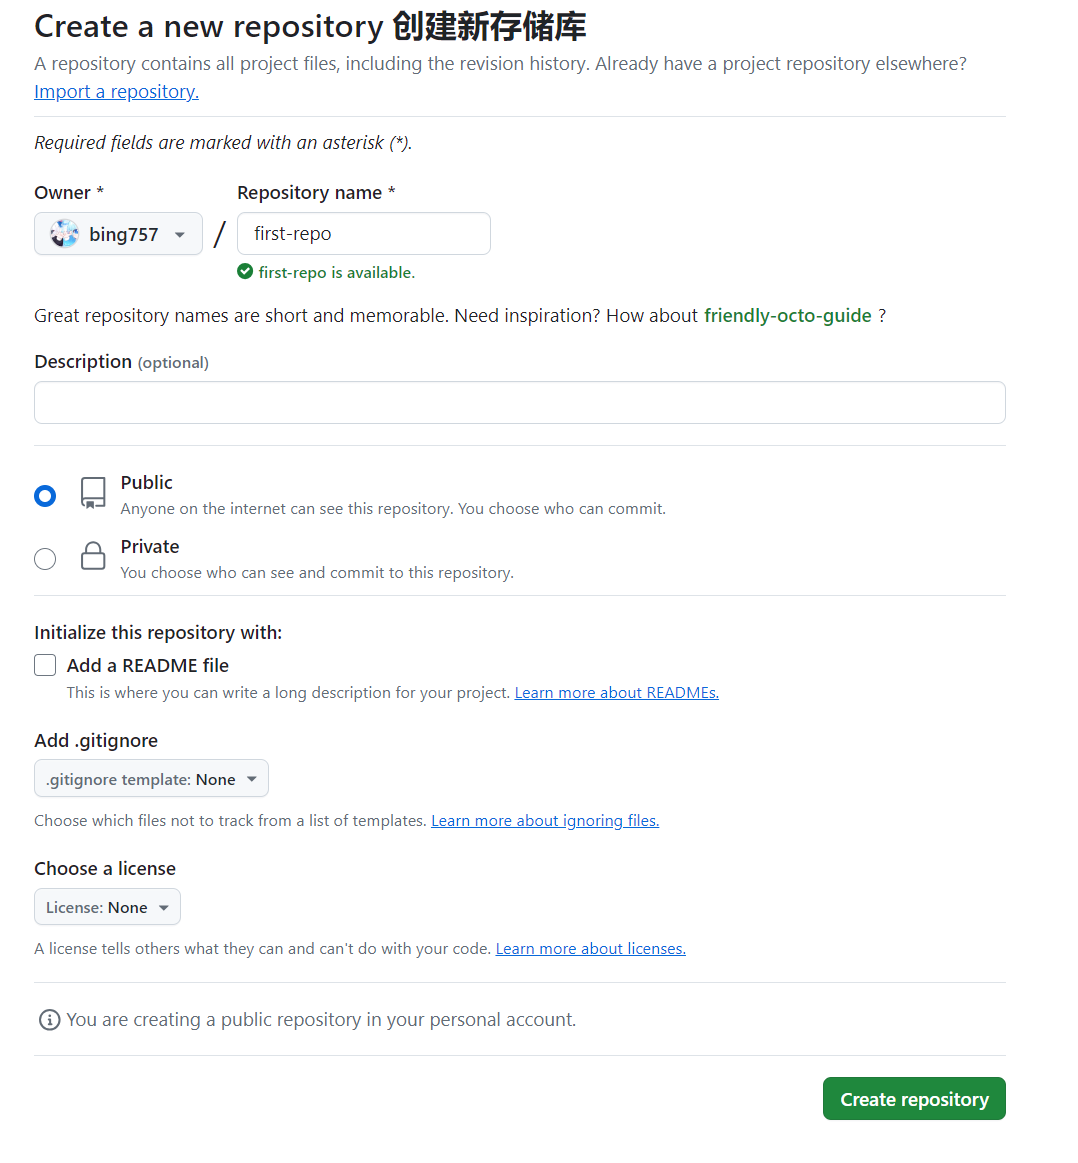 Create a new repository 创建新存储库
A repository contains all project files, including the revision history. Already have a project repository elsewhere?
Import a repository.
Required fields are marked with an asterisk (*).
Owner * Repository name *
bing757 / first-repo
first-repo is available.
Great repository names are short and memorable. Need inspiration? How about friendly-octo-guide ?
Description (optional)
Public
Anyone on the internet can see this repository. You choose who can commit.
Private
You choose who can see and commit to this repository.
Initialize this repository with:
Add a README file
This is where you can write a long description for your project. Learn more about READMEs.
Add .gitignore
.gitignore template: None
Choose which files not to track from a list of templates. Learn more about ignoring files.
Choose a license
License: None
A license tells others what they can and can't do with your code. Learn more about licenses.
You are creating a public repository in your personal account.
Create repository